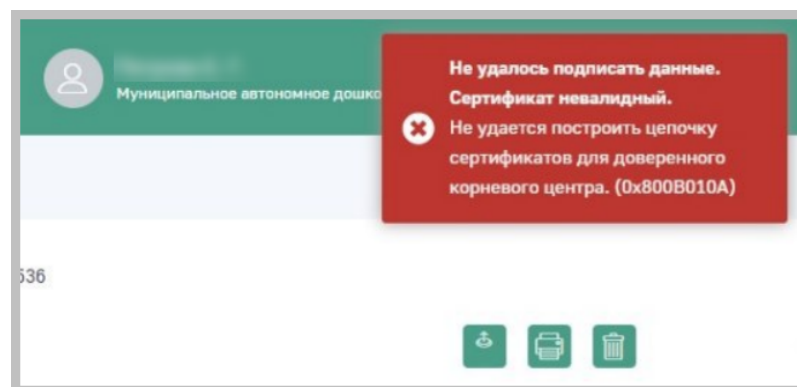 Не удалось подписать данные.
Сертификат невалидный.
Не удается построить цепочку
сертификатов для доверенного
корневого центра. (0x800B010A)
Муниципальное автономное дошко
536